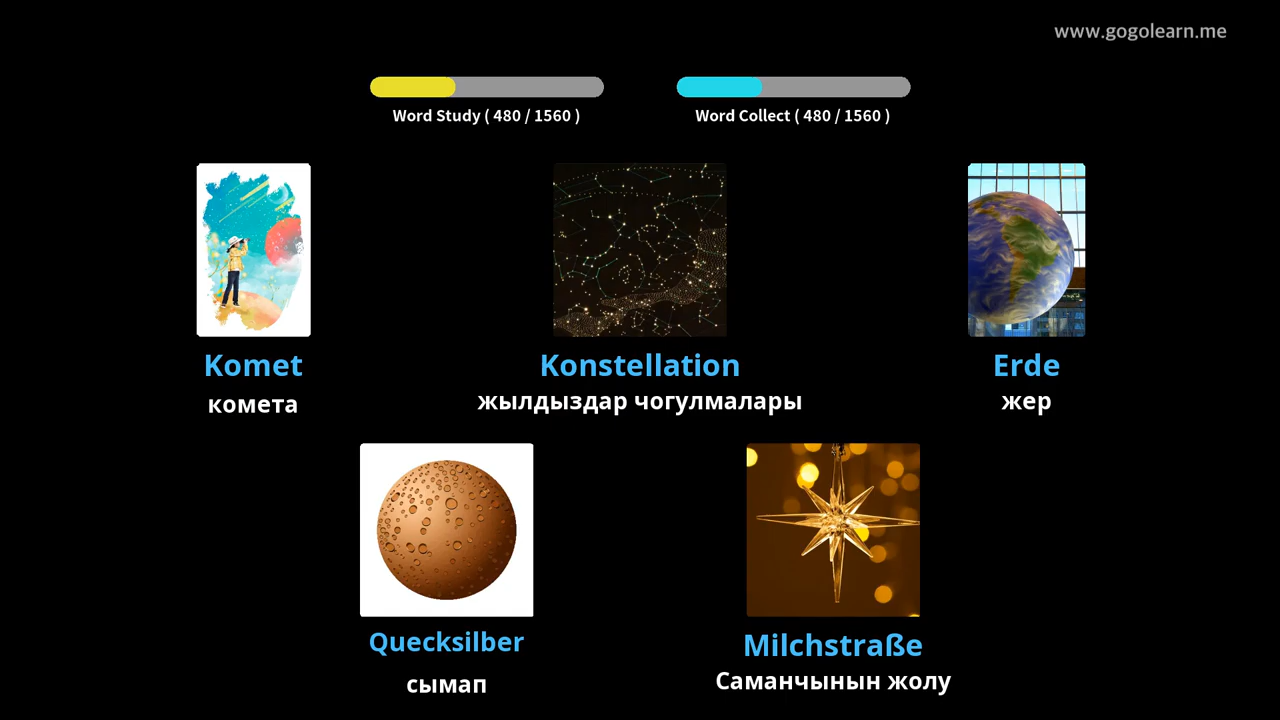 www.gogolearn.me
Word Study ( 480 / 1560 )
Word Collect ( 480 / 1560 )
Komet
комета
Konstellation
жылдыздар чогулмалары
Erde
жер
Quecksilber
сымап
Milchstraße
Саманчынын жолу